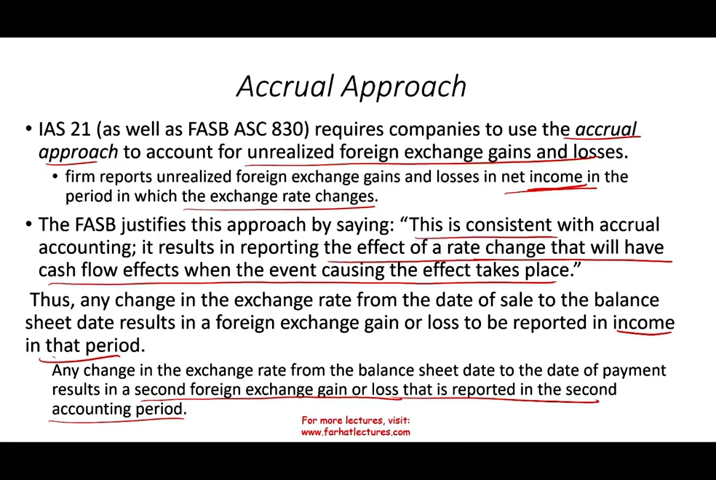 Accrual Approach
• IAS 21 (as well as FASB ASC 830) requires companies to use the accrual
approach to account for unrealized foreign exchange gains and losses.
• firm reports unrealized foreign exchange gains and losses in net income in the
period in which the exchange rate changes.
• The FASB justifies this approach by saying: “This is consistent with accrual
accounting; it results in reporting the effect of a rate change that will have
cash flow effects when the event causing the effect takes place.”
Thus, any change in the exchange rate from the date of sale to the balance
sheet date results in a foreign exchange gain or loss to be reported in income
in that period.
Any change in the exchange rate from the balance sheet date to the date of payment
results in a second foreign exchange gain or loss that is reported in the second
accounting period.
For more lectures, visit:
www.farhatlectures.com